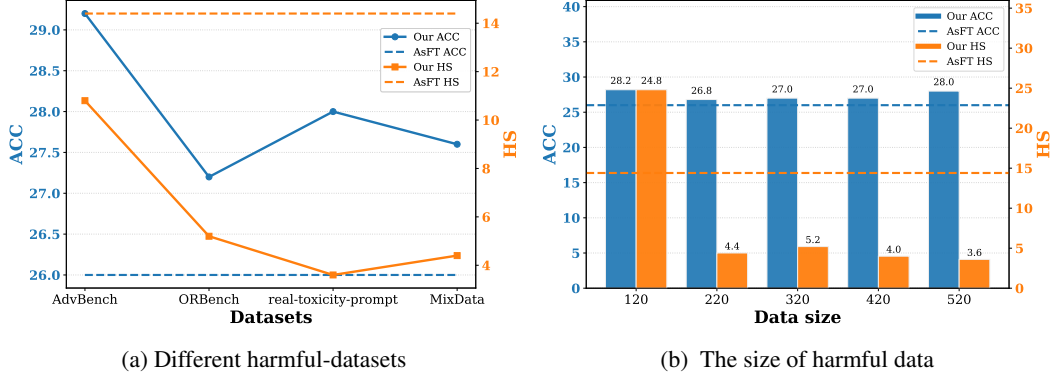 29.0
28.5
28.0
27.5
27.0
26.5
26.0
ACC
14
12
10
8
6
4
HS
Our ACC
AsFT ACC
Our HS
AsFT HS
AdvBench
ORBench
real-toxicity-prompt
MixData
Datasets
(a) Different harmful-datasets
40
35
30
25
20
15
10
5
0
ACC
35
30
25
20
15
10
5
0
HS
Our ACC
AsFT ACC
Our HS
AsFT HS
28.2
24.8
26.8
4.4
27.0
5.2
27.0
4.0
28.0
3.6
120
220
320
420
520
Data size
(b) The size of harmful data